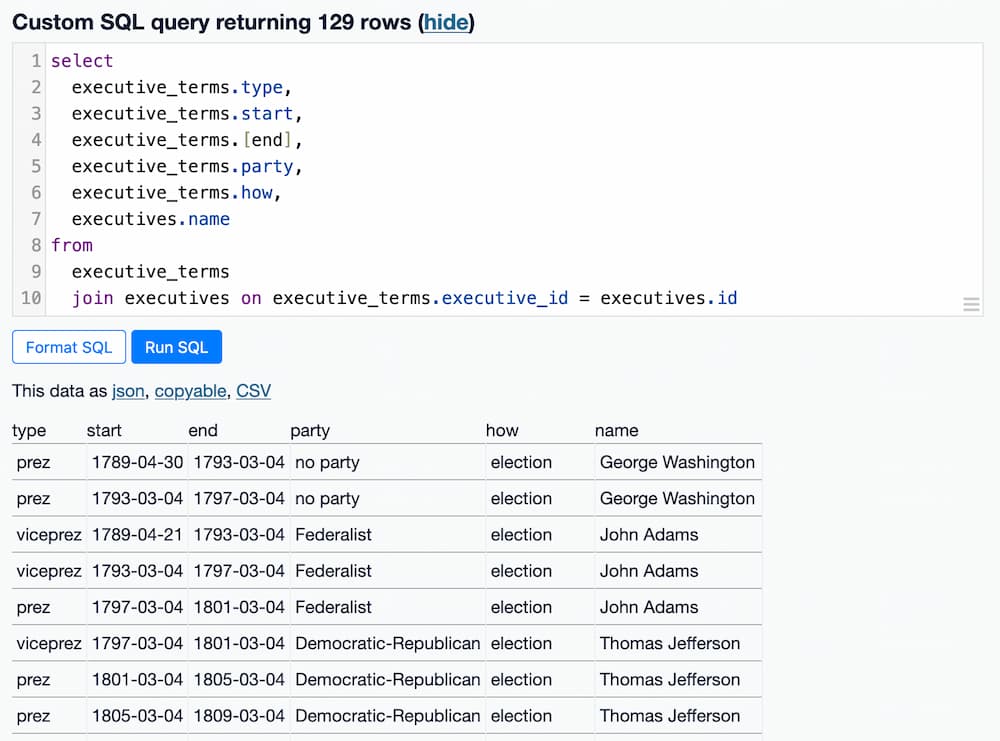 Custom SQL query returning 129 rows (hide)
1 select
2 executive_terms.type,
3 executive_terms.start,
4 executive_terms.[end],
5 executive_terms.party,
6 executive_terms.how,
7 executives.name
8 from
9 executive_terms
10 join executives on executive_terms.executive_id = executives.id
Format SQL Run SQL
This data as json, copyable, CSV
type start end party how name
prez 1789-04-30 1793-03-04 no party election George Washington
prez 1793-03-04 1797-03-04 no party election George Washington
viceprez 1789-04-21 1793-03-04 Federalist election John Adams
viceprez 1793-03-04 1797-03-04 Federalist election John Adams
prez 1797-03-04 1801-03-04 Federalist election John Adams
viceprez 1797-03-04 1801-03-04 Democratic-Republican election Thomas Jefferson
prez 1801-03-04 1805-03-04 Democratic-Republican election Thomas Jefferson
prez 1805-03-04 1809-03-04 Democratic-Republican election Thomas Jefferson